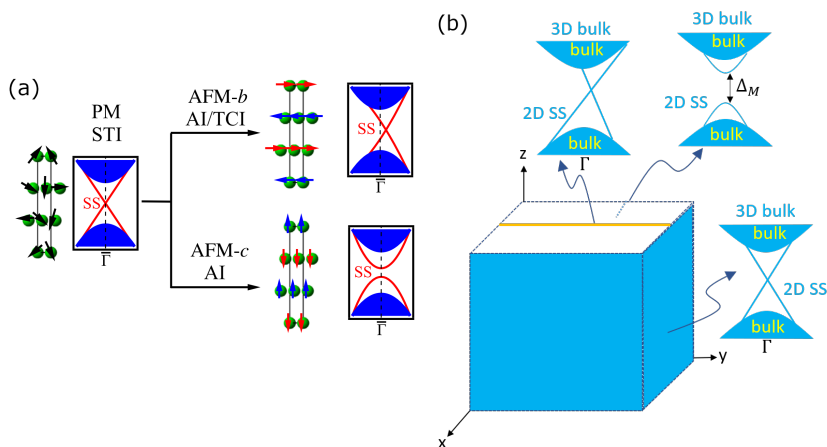 (a)
PM
STI
SS
Γ̄
AFM-b
AI/TCI
SS
Γ̄
AFM-c
AI
SS
Γ̄
(b)
3D bulk
bulk
2D SS
bulk
Γ
3D bulk
bulk
Δ_M
2D SS
bulk
z
3D bulk
bulk
2D SS
bulk
Γ
y
x